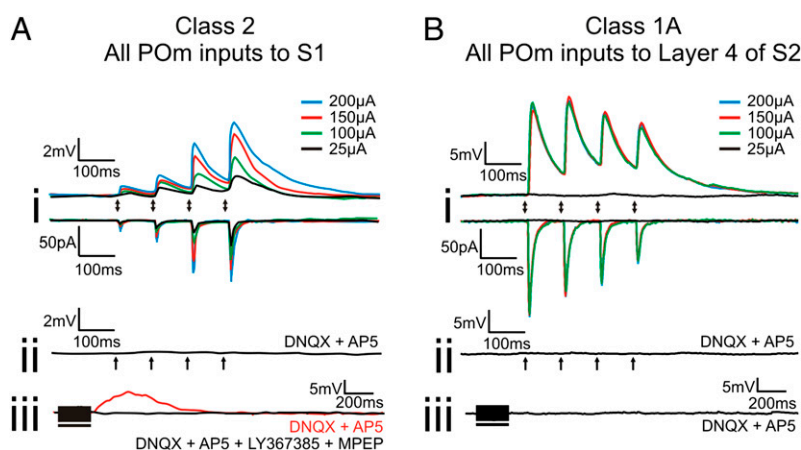 A
Class 2
All POm inputs to S1
200µA
150µA
100µA
25µA
2mV
100ms
i
50pA
100ms
2mV
100ms
ii
DNQX + AP5
iii
5mV
200ms
DNQX + AP5
DNQX + AP5 + LY367385 + MPEP
B
Class 1A
All POm inputs to Layer 4 of S2
200µA
150µA
100µA
25µA
5mV
100ms
i
50pA
100ms
5mV
100ms
ii
DNQX + AP5
iii
5mV
200ms
DNQX + AP5